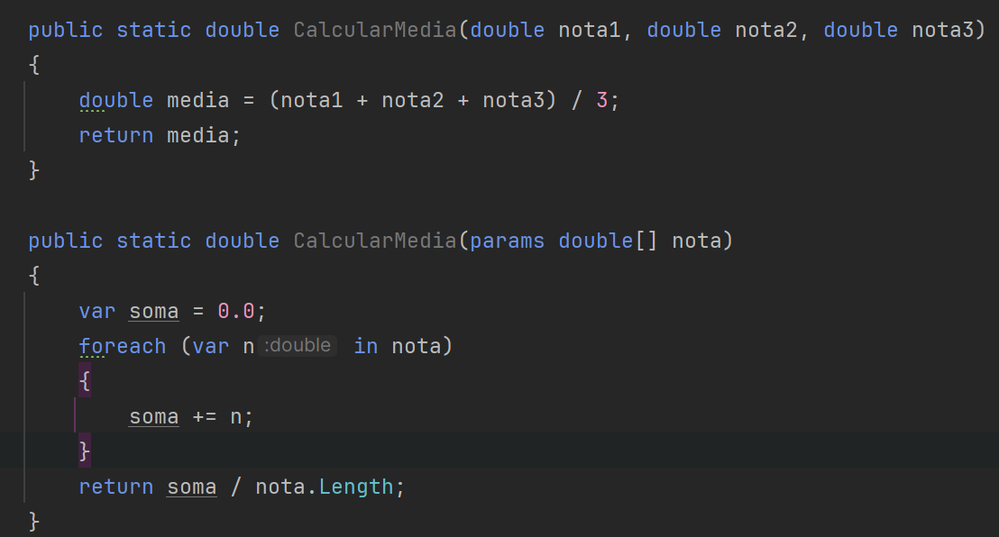 public static double CalcularMedia(double nota1, double nota2, double nota3)
{
    double media = (nota1 + nota2 + nota3) / 3;
    return media;
}

public static double CalcularMedia(params double[] nota)
{
    var soma = 0.0;
    foreach (var n :double in nota)
    {
        soma += n;
    }
    return soma / nota.Length;
}